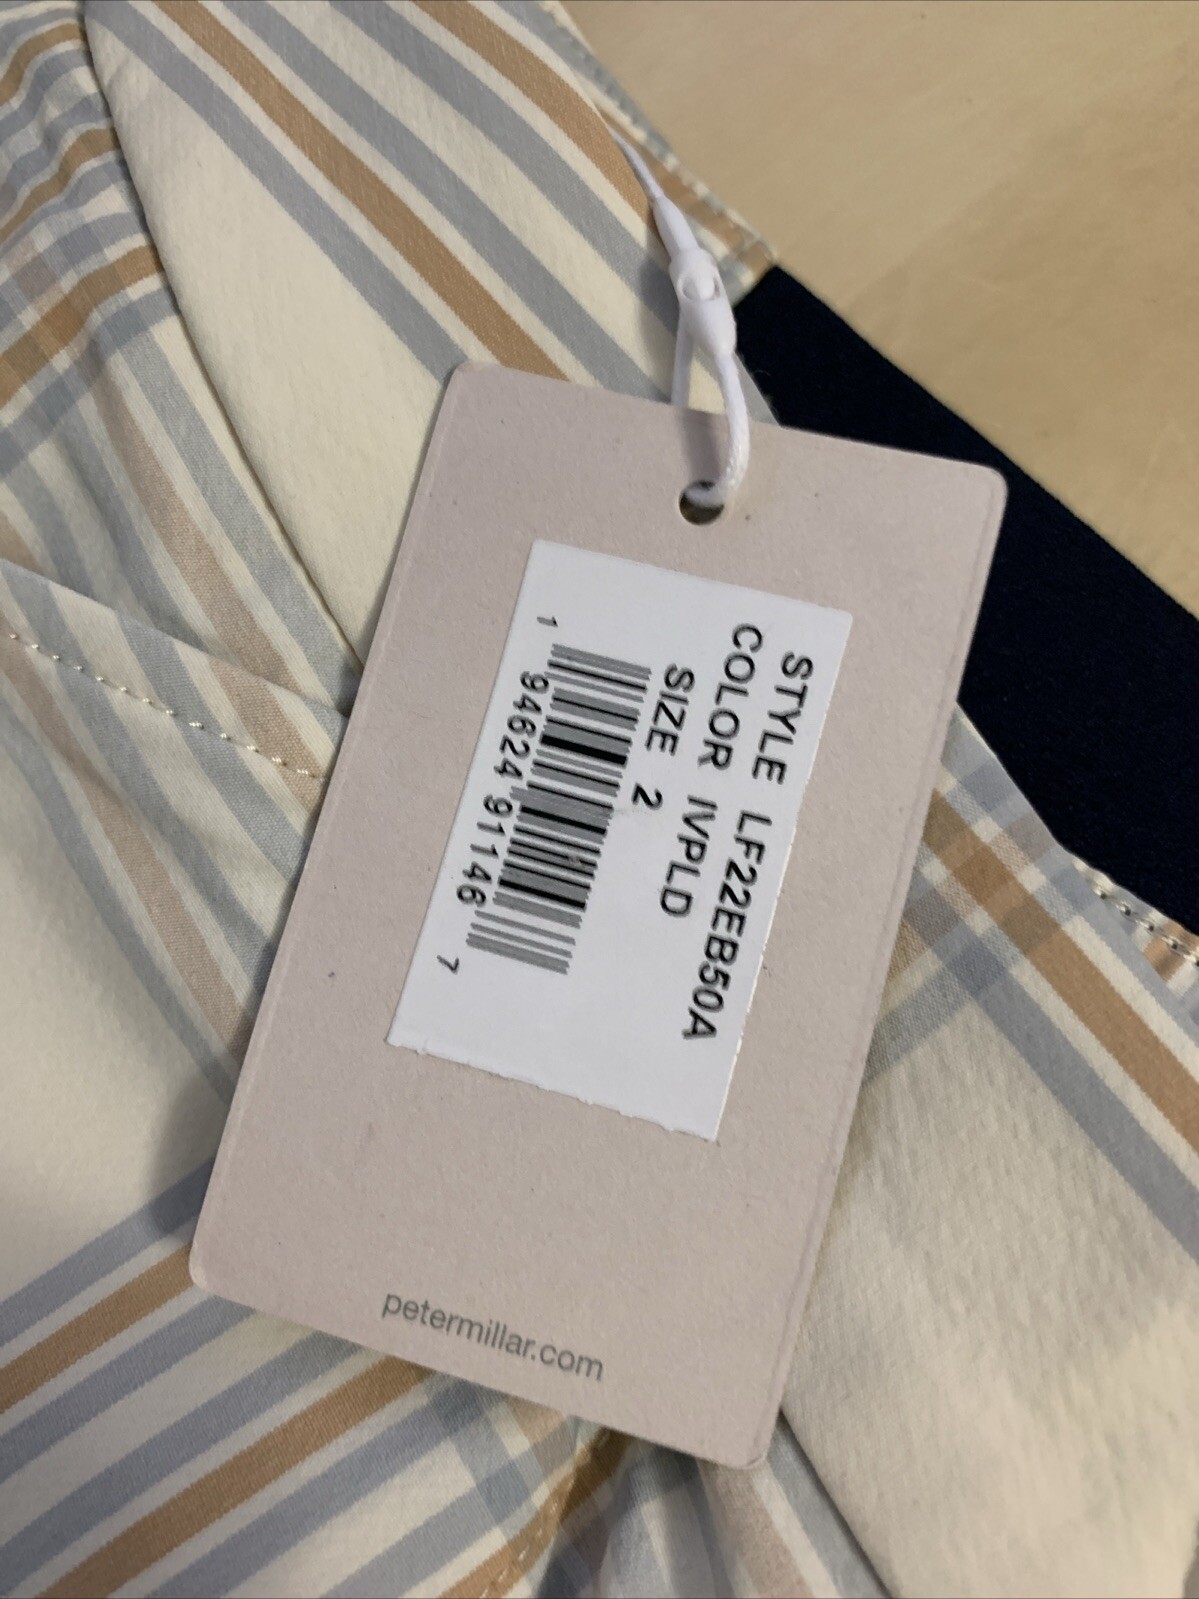 STYLE LF22EB50A
COLOR IVPLD
SIZE 2
1 94624 91146 7
petermillar.com